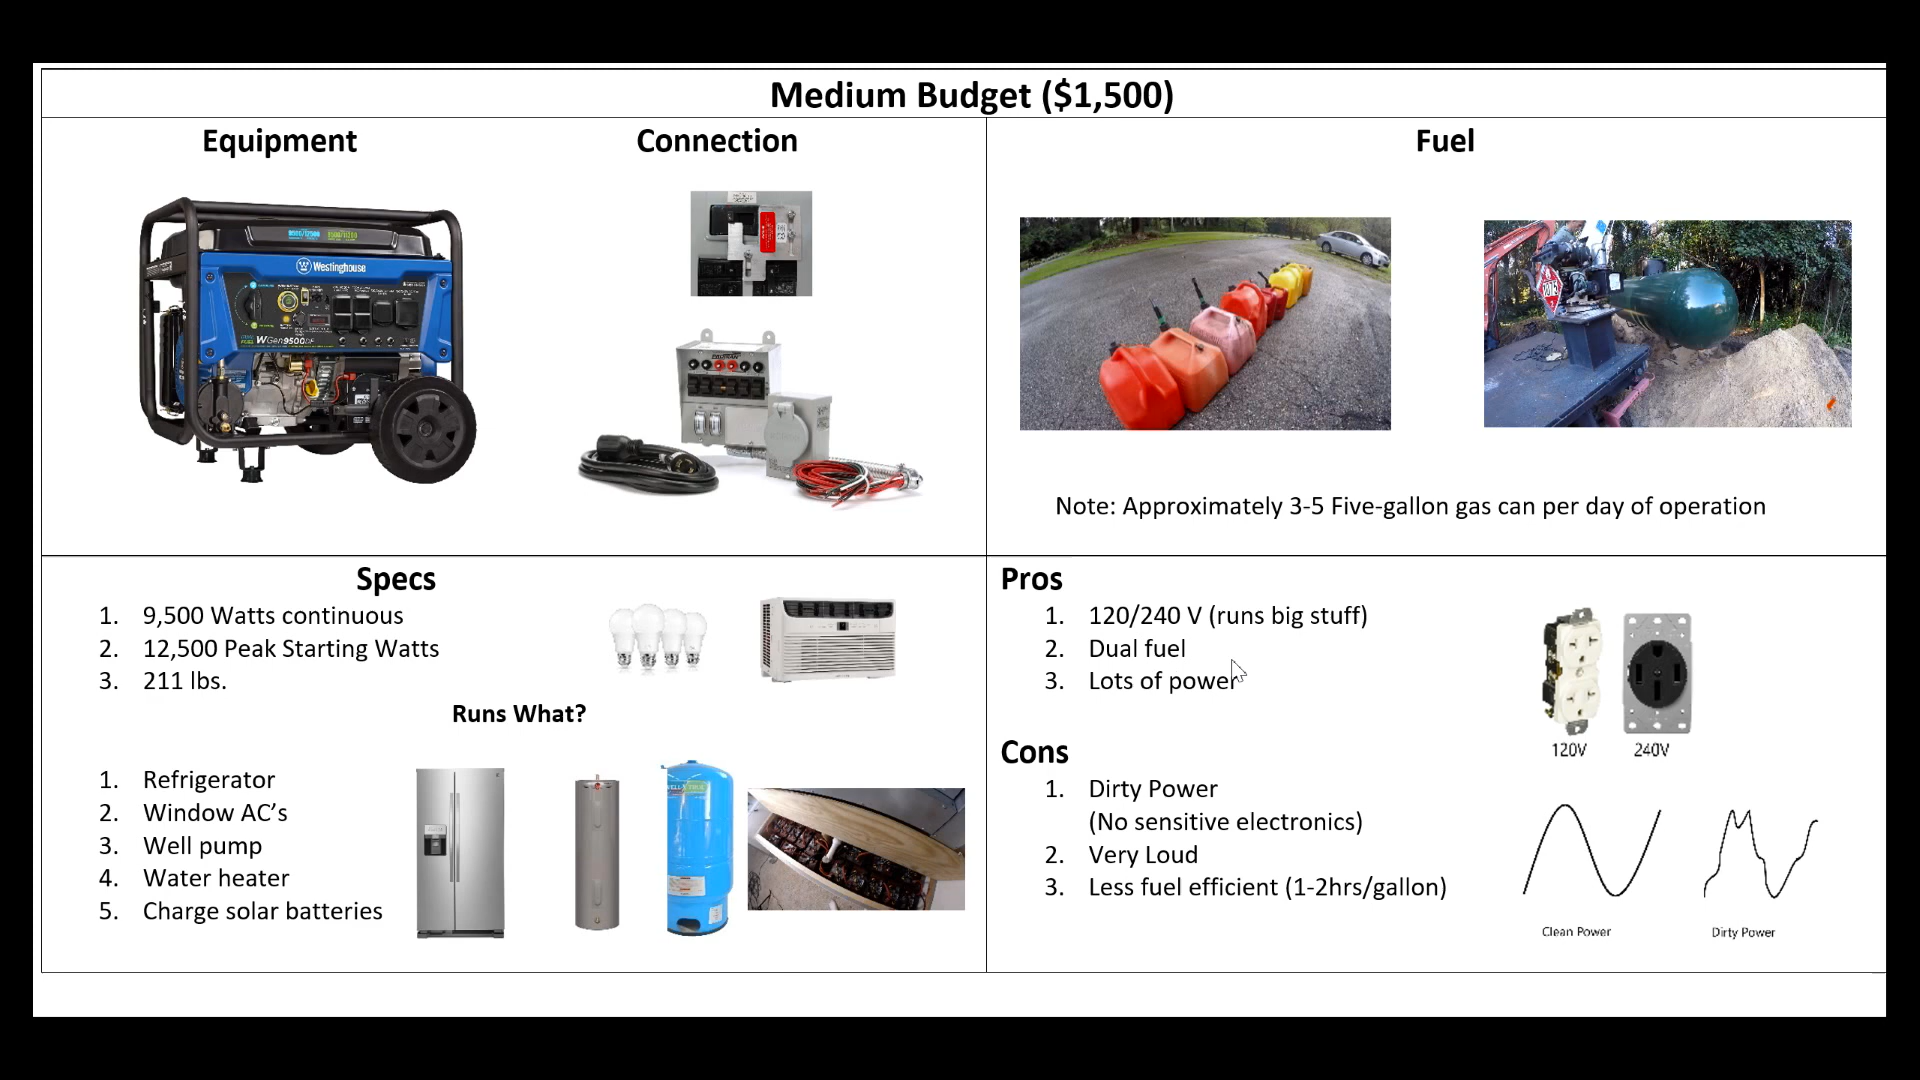 Medium Budget ($1,500)
Equipment
Connection
Fuel
Westinghouse
WGen9500DF
Note: Approximately 3-5 Five-gallon gas can per day of operation
Specs
1. 9,500 Watts continuous
2. 12,500 Peak Starting Watts
3. 211 lbs.
Runs What?
1. Refrigerator
2. Window AC’s
3. Well pump
4. Water heater
5. Charge solar batteries
Pros
1. 120/240 V (runs big stuff)
2. Dual fuel
3. Lots of power
120V
240V
Cons
1. Dirty Power
(No sensitive electronics)
2. Very Loud
3. Less fuel efficient (1-2hrs/gallon)
Clean Power
Dirty Power